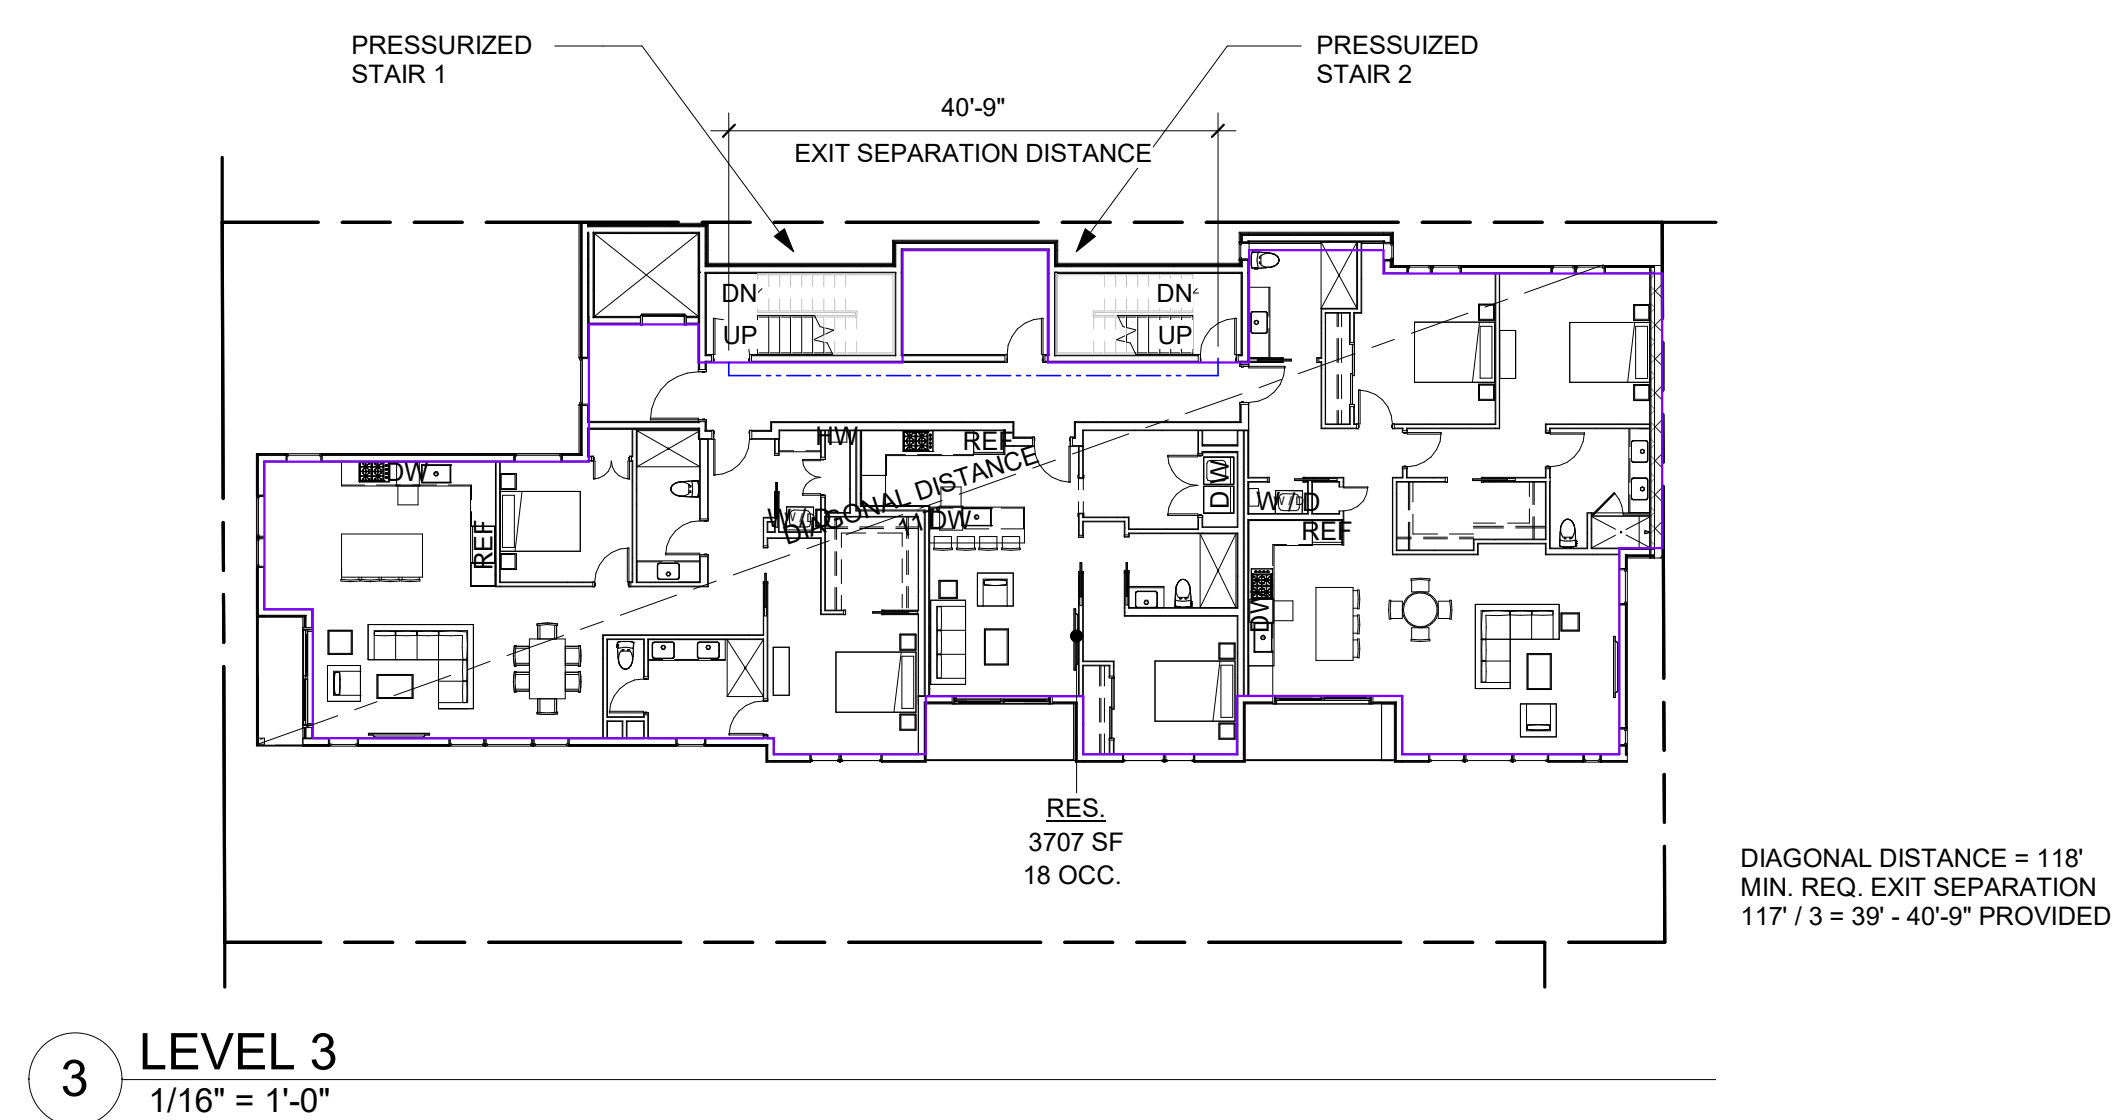 PRESSURIZED
STAIR 1
PRESSUIZED
STAIR 2
40'-9"
EXIT SEPARATION DISTANCE
DN
UP
DN
UP
HW
REF
DW
REF
DIAGONAL DISTANCE
DW
D W
W / D
REF
DW
RES.
3707 SF
18 OCC.
DIAGONAL DISTANCE = 118'
MIN. REQ. EXIT SEPARATION
117' / 3 = 39' - 40'-9" PROVIDED
3
LEVEL 3
1/16" = 1'-0"